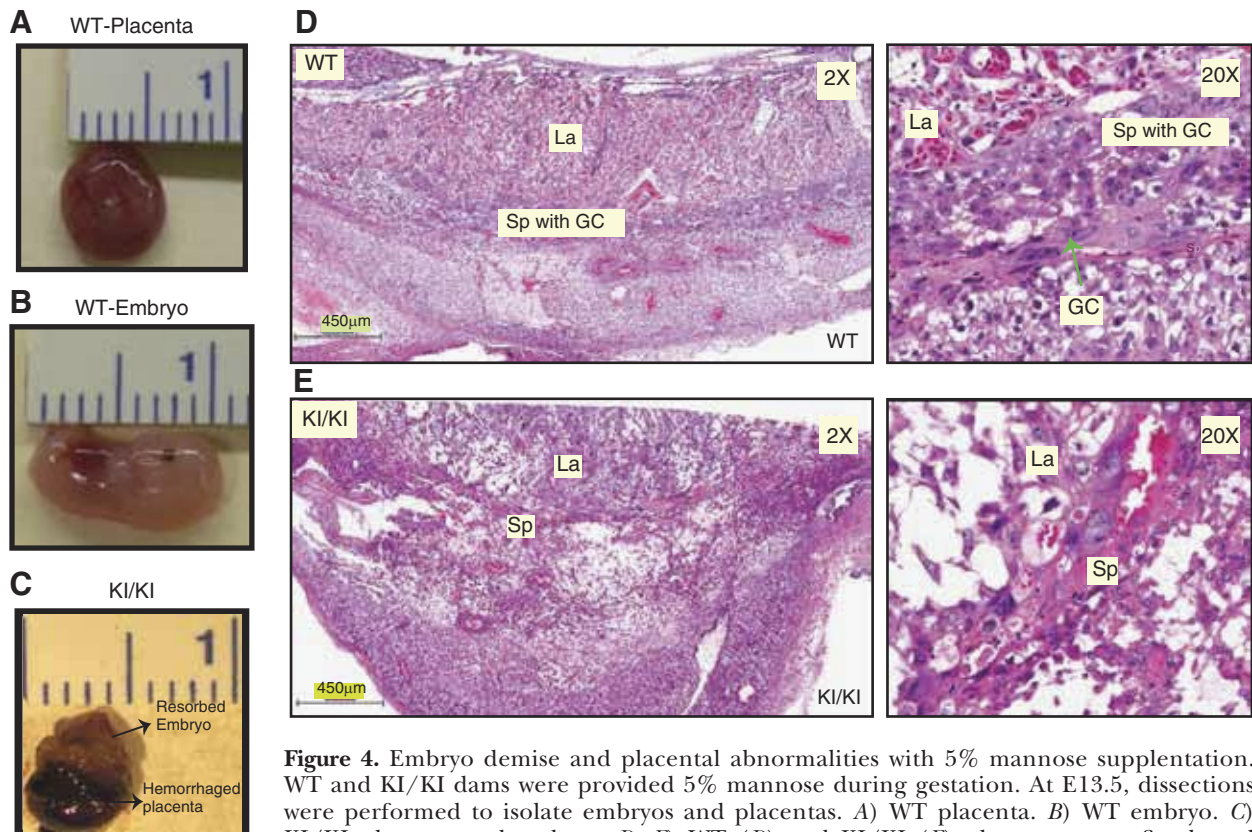 A
WT-Placenta
1
B
WT-Embryo
1
C
KI/KI
1
Resorbed
Embryo
Hemorrhaged
placenta
D
WT
2X
La
Sp with GC
450µm
WT
20X
La
Sp with GC
GC
E
KI/KI
2X
La
Sp
450µm
KI/KI
20X
La
Sp
Figure 4. Embryo demise and placental abnormalities with 5% mannose supplentation.
WT and KI/KI dams were provided 5% mannose during gestation. At E13.5, dissections
were performed to isolate embryos and placentas. A) WT placenta. B) WT embryo. C)